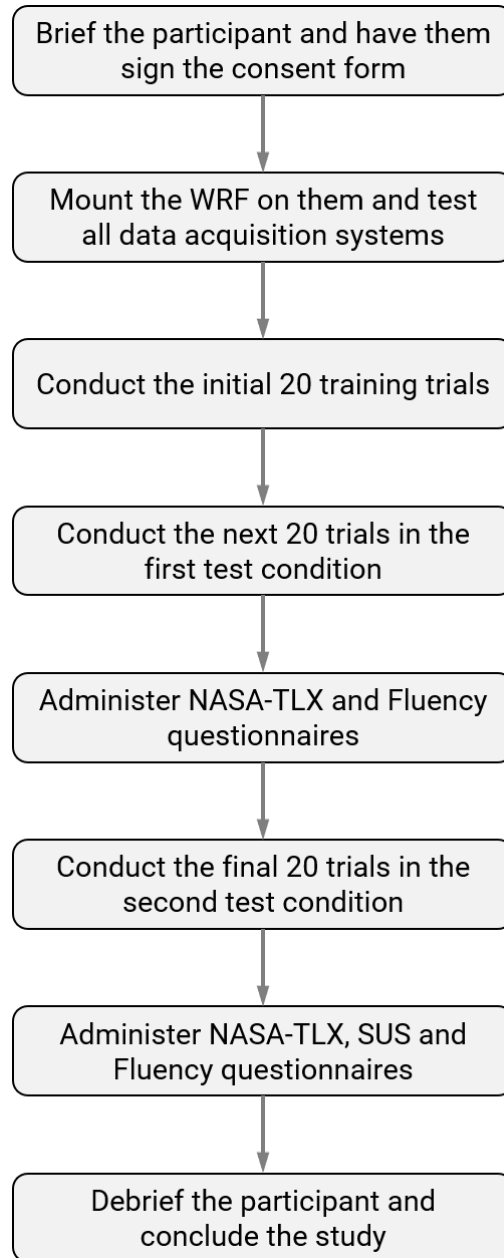 Brief the participant and have them
sign the consent form
Mount the WRF on them and test
all data acquisition systems
Conduct the initial 20 training trials
Conduct the next 20 trials in the
first test condition
Administer NASA-TLX and Fluency
questionnaires
Conduct the final 20 trials in the
second test condition
Administer NASA-TLX, SUS and
Fluency questionnaires
Debrief the participant and
conclude the study